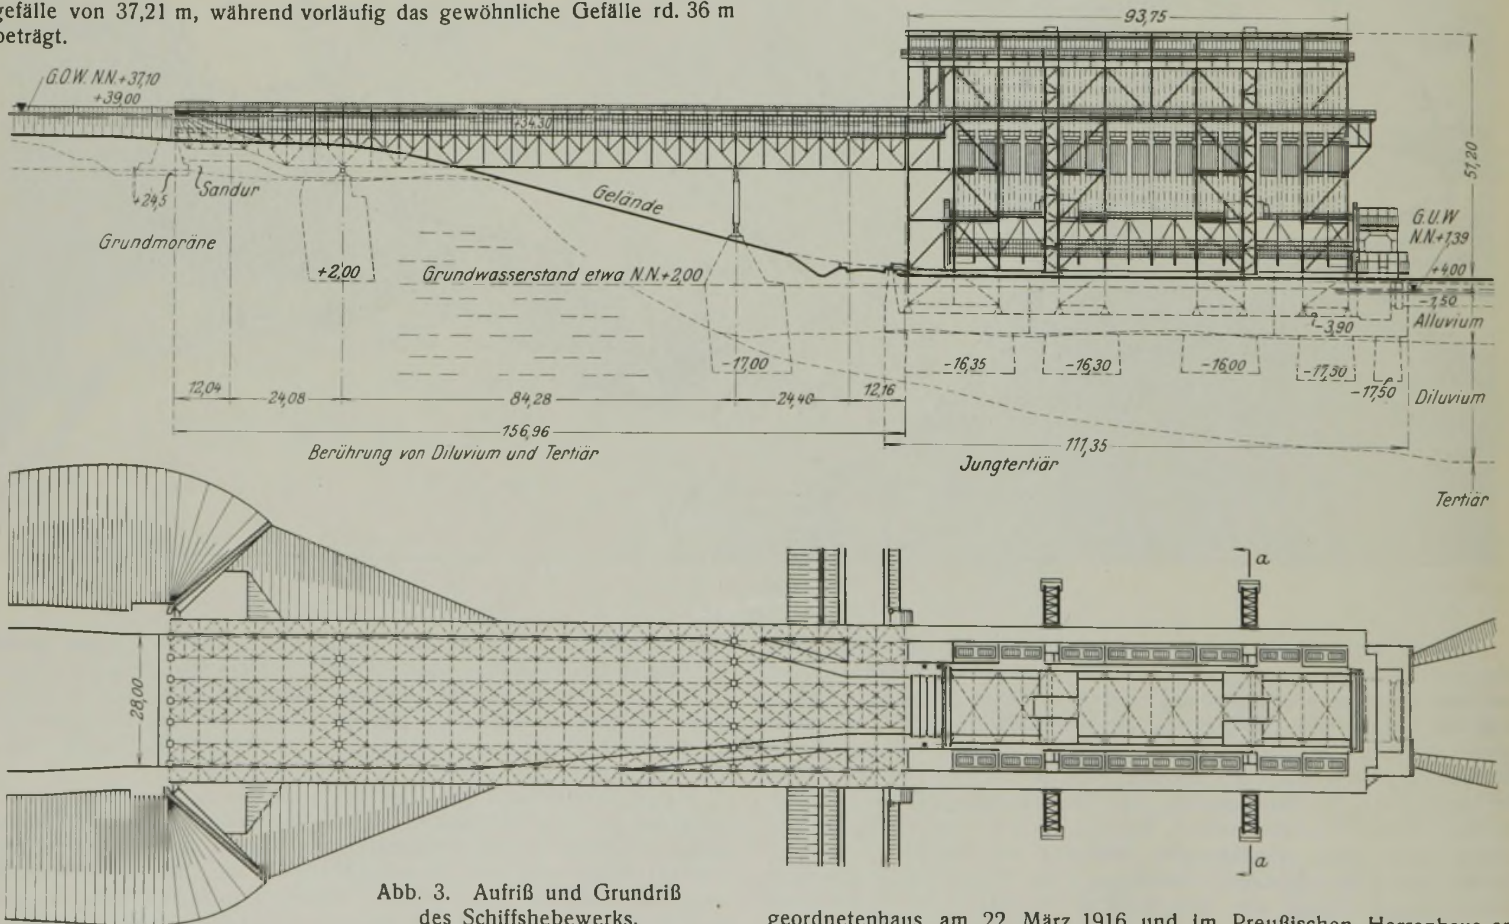 gefälle von 37,21 m, während vorläufig das gewöhnliche Gefälle rd. 36 m
beträgt.
93,75
G.O.W. N.N.+37,10
+39,00
+34,30
51,20
+24,5
Sandur
Gelände
Grundmoräne
+2,00
Grundwasserstand etwa N.N.+2,00
G.U.W
N.N.+1,39
+4,00
-1,50
-3,90
Alluvium
-17,00
-16,35
-16,30
-16,00
-17,30
-17,50
Diluvium
12,04
24,08
84,28
24,40
12,16
156,96
111,35
Berührung von Diluvium und Tertiär
Jungtertiär
Tertiär
a
28,00
a
Abb. 3. Aufriß und Grundriß
des Schiffshebewerks.
geordnetenhaus am 22. März 1916 und im Preußischen Herrenhaus